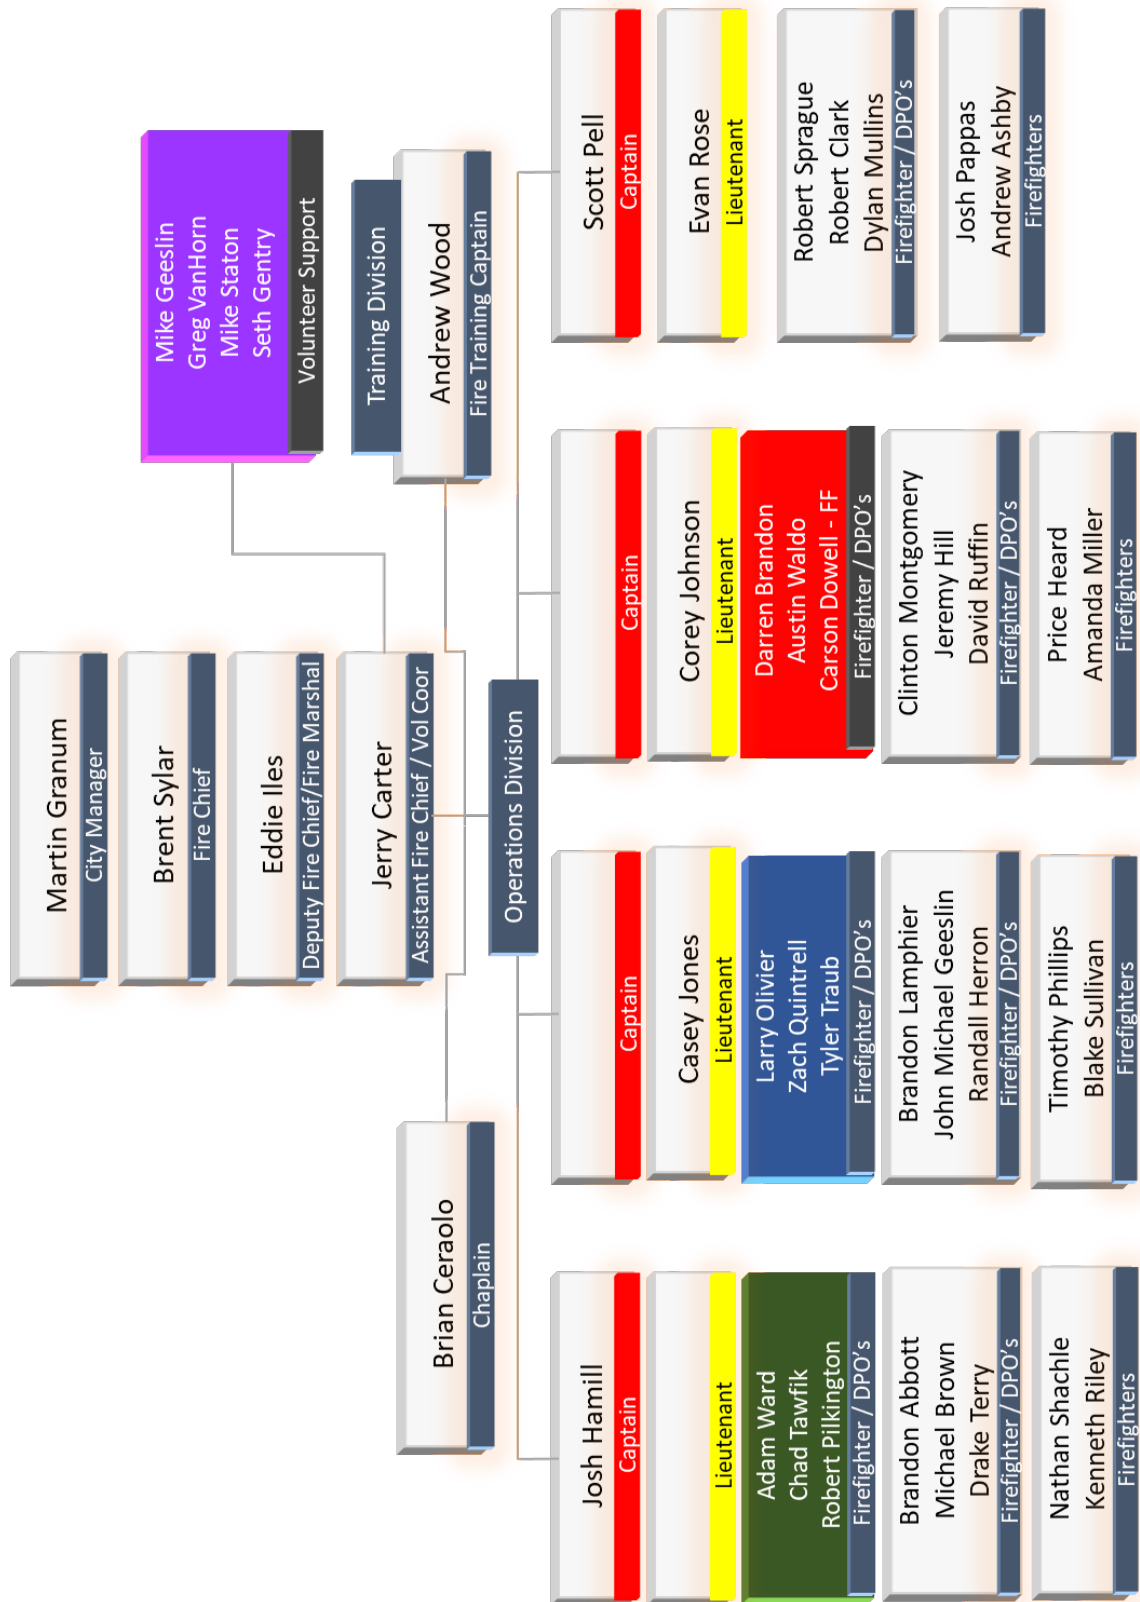 Martin Granum
City Manager
Brent Sylar
Fire Chief
Eddie Iles
Deputy Fire Chief/Fire Marshal
Jerry Carter
Assistant Fire Chief / Vol Coor
Mike Geeslin
Greg VanHorn
Mike Staton
Seth Gentry
Volunteer Support
Brian Ceraolo
Chaplain
Training Division
Andrew Wood
Fire Training Captain
Operations Division
Josh Hamill
Captain
Lieutenant
Adam Ward
Chad Tawfik
Robert Pilkington
Firefighter / DPO's
Brandon Abbott
Michael Brown
Drake Terry
Firefighter / DPO's
Nathan Shachle
Kenneth Riley
Firefighters
Captain
Casey Jones
Lieutenant
Larry Olivier
Zach Quintrell
Tyler Traub
Firefighter / DPO's
Brandon Lamphier
John Michael Geeslin
Randall Herron
Firefighter / DPO's
Timothy Phillips
Blake Sullivan
Firefighters
Captain
Corey Johnson
Lieutenant
Darren Brandon
Austin Waldo
Carson Dowell - FF
Firefighter / DPO's
Clinton Montgomery
Jeremy Hill
David Ruffin
Firefighter / DPO's
Price Heard
Amanda Miller
Firefighters
Scott Pell
Captain
Evan Rose
Lieutenant
Robert Sprague
Robert Clark
Dylan Mullins
Firefighter / DPO's
Josh Pappas
Andrew Ashby
Firefighters